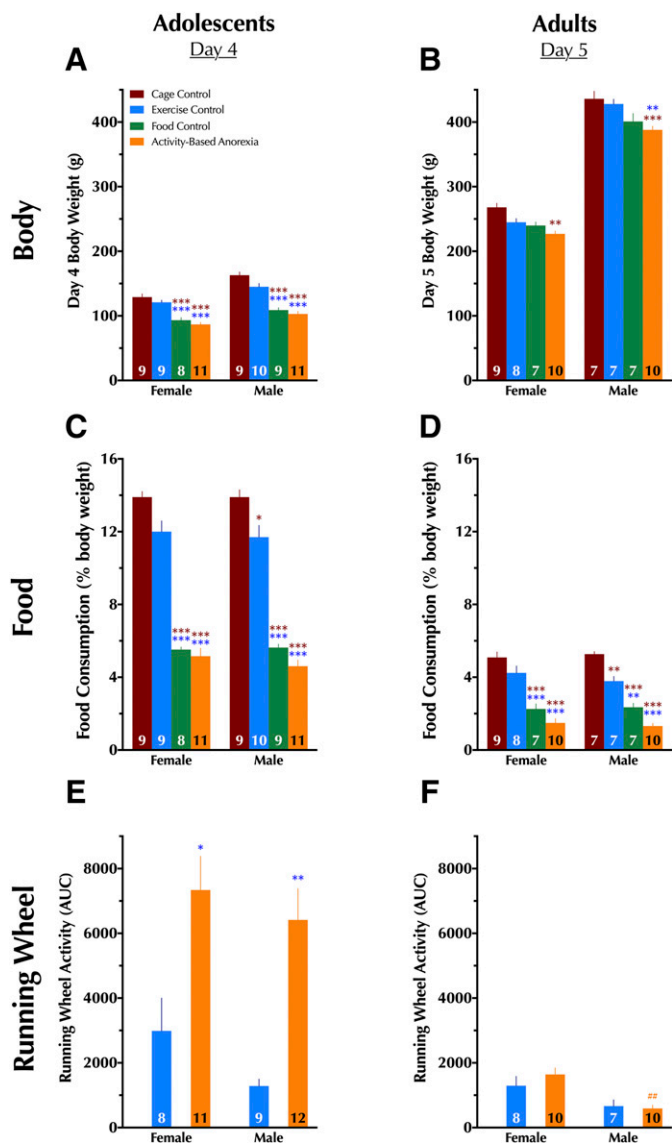 Adolescents
Day 4
Adults
Day 5
A
B
Cage Control
Exercise Control
Food Control
Activity-Based Anorexia
Body
Day 4 Body Weight (g)
400
300
200
100
0
*** ***
*** ***
*** ***
*** ***
9 9 8 11 9 10 9 11
Female Male
Day 5 Body Weight (g)
400
300
200
100
0
**
**
***
9 8 7 10 7 7 7 10
Female Male
C
D
Food
Food Consumption (% body weight)
16
12
8
4
0
*
*** ***
*** ***
*** ***
*** ***
9 9 8 11 9 10 9 11
Female Male
Food Consumption (% body weight)
16
12
8
4
0
*** ***
*** ***
** *** ***
** ***
9 8 7 10 7 7 7 10
Female Male
E
F
Running Wheel
Running Wheel Activity (AUC)
8000
6000
4000
2000
0
* **
8 11 9 12
Female Male
Running Wheel Activity (AUC)
8000
6000
4000
2000
0
##
8 10 7 10
Female Male